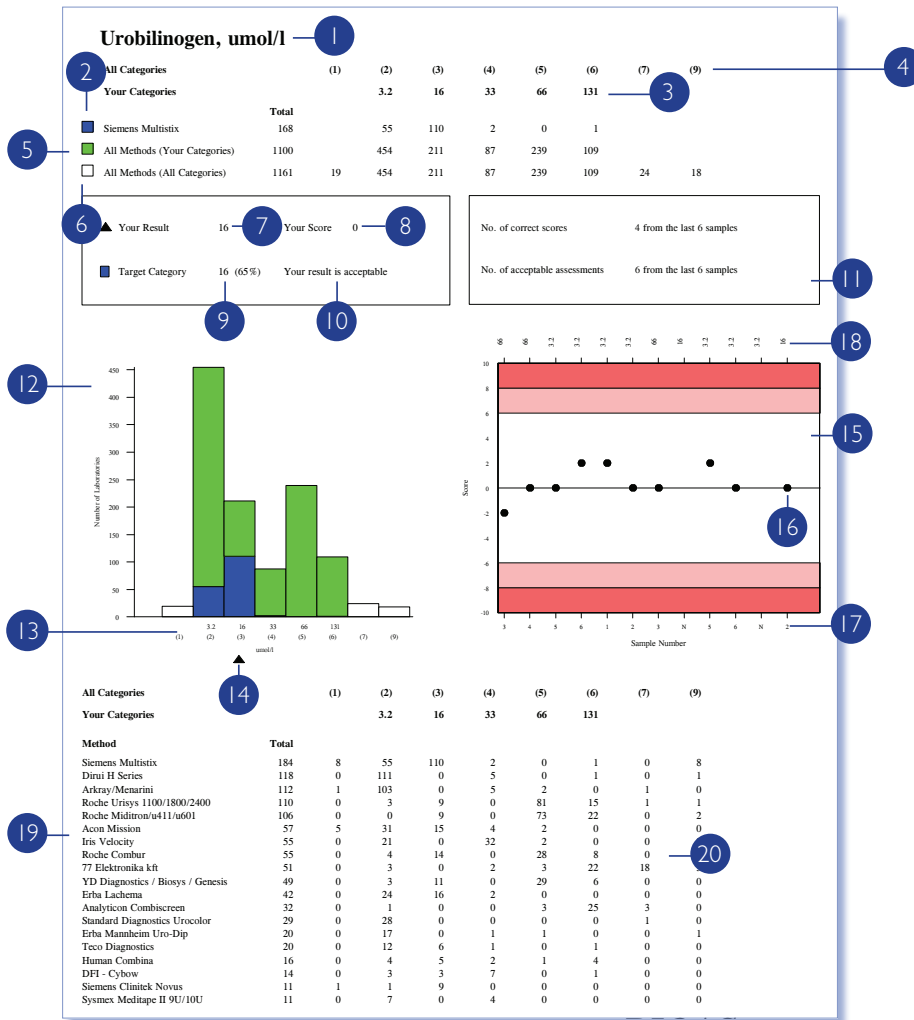 Urobilinogen, umol/l 1
All Categories (1) (2) (3) (4) (5) (6) (7) (9) 4
2
Your Categories 3.2 16 33 66 131 3
Total
Siemens Multistix 168 55 110 2 0 1
5 All Methods (Your Categories) 1100 454 211 87 239 109
All Methods (All Categories) 1161 19 454 211 87 239 109 24 18
6 Your Result 16 7 Your Score 0 8
Target Category 16 (65%) Your result is acceptable
9 10
No. of correct scores 4 from the last 6 samples
No. of acceptable assessments 6 from the last 6 samples
11
12
Number of Laboratories
450
400
350
300
250
200
150
100
50
0
3.2 16 33 66 131
13 (1) (2) (3) (4) (5) (6) (7) (9)
umol/l
14
66 66 3.2 3.2 3.2 3.2 66 16 3.2 3.2 3.2 16 18
10
8
6
4 15
2
Score
0
16
-2
-4
-6
-8
-10
3 4 5 6 1 2 3 N 5 6 N 2 17
Sample Number
All Categories (1) (2) (3) (4) (5) (6) (7) (9)
Your Categories 3.2 16 33 66 131
Method Total
Siemens Multistix 184 8 55 110 2 0 1 0 8
Dirui H Series 118 0 111 0 5 0 1 0 1
Arkray/Menarini 112 1 103 0 5 2 0 1 0
Roche Urisys 1100/1800/2400 110 0 3 9 0 81 15 1 1
Roche Miditron/u411/u601 106 0 0 9 0 73 22 0 2
19 Acon Mission 57 5 31 15 4 2 0 0 0
Iris Velocity 55 0 21 0 32 2 0 0 0
Roche Combur 55 0 4 14 0 28 8 0 20
77 Elektronika kft 51 0 3 0 2 3 22 18
YD Diagnostics / Biosys / Genesis 49 0 3 11 0 29 6 0 0
Erba Lachema 42 0 24 16 2 0 0 0 0
Analyticon Combiscreen 32 0 1 0 0 3 25 3 0
Standard Diagnostics Urocolor 29 0 28 0 0 0 0 1 0
Erba Mannheim Uro-Dip 20 0 17 0 1 1 0 0 1
Teco Diagnostics 20 0 12 6 1 0 1 0 0
Human Combina 16 0 4 5 2 1 4 0 0
DFI - Cybow 14 0 3 3 7 0 1 0 0
Siemens Clinitek Novus 11 1 1 9 0 0 0 0 0
Sysmex Meditape II 9U/10U 11 0 7 0 4 0 0 0 0